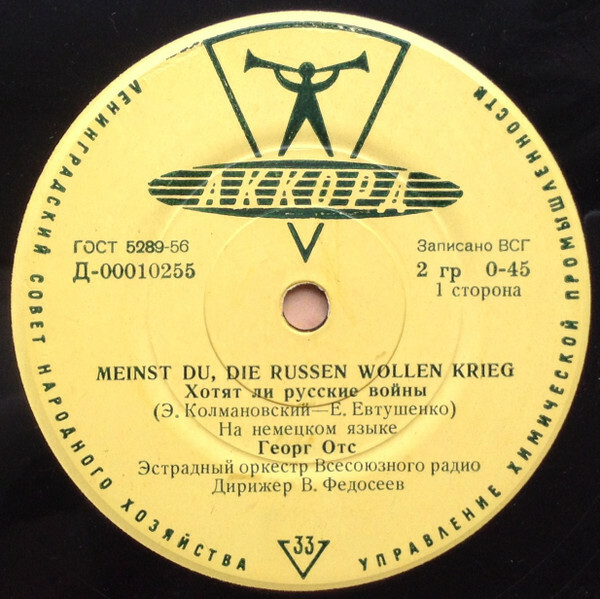 АККОРД
ГОСТ 5289-56
Д-00010255
Записано ВСГ
2 гр 0-45
1 сторона
MEINST DU, DIE RUSSEN WOLLEN KRIEG
Хотят ли русские войны
(Э. Колмановский—Е. Евтушенко)
На немецком языке
Георг Отс
Эстрадный оркестр Всесоюзного радио
Дирижер В. Федосеев
33
ЛЕНИНГРАДСКИЙ СОВЕТ НАРОДНОГО ХОЗЯЙСТВА
УПРАВЛЕНИЕ ХИМИЧЕСКОЙ ПРОМЫШЛЕННОСТИ